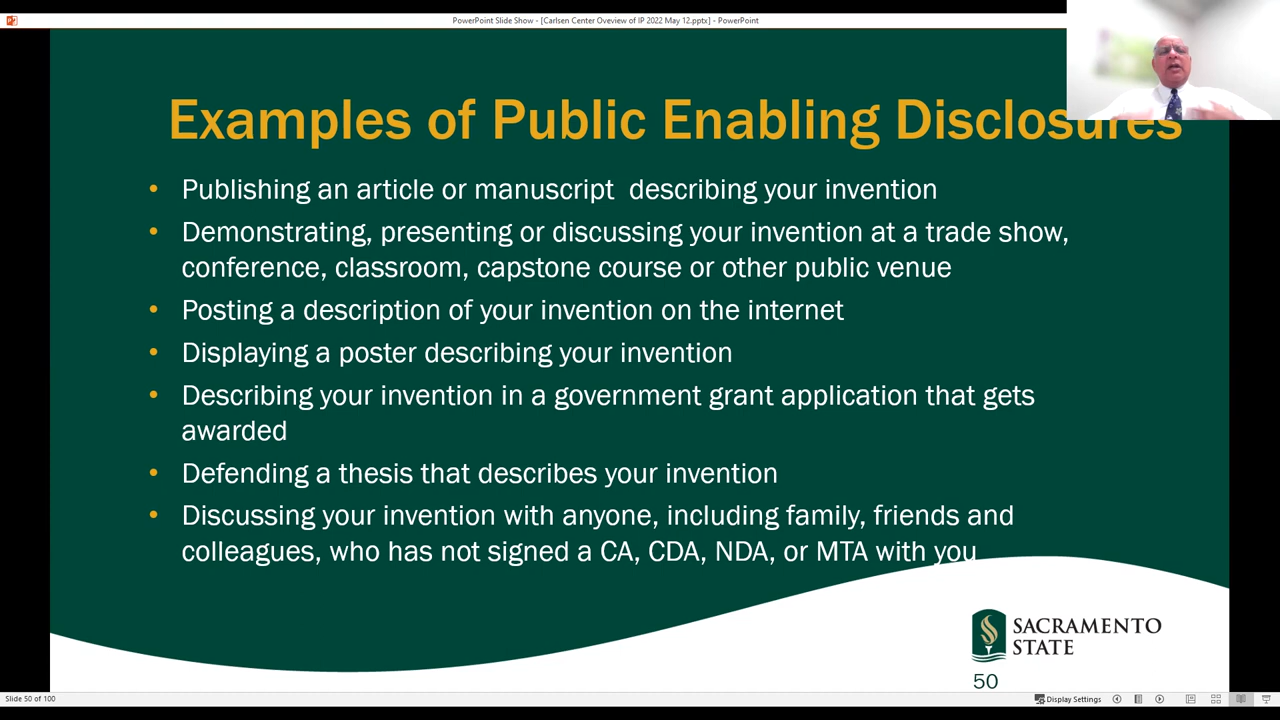 PowerPoint Slide Show - [Carlsen Center Oveview of IP 2022 May 12.pptx] - PowerPoint
Examples of Public Enabling Disclosures
• Publishing an article or manuscript  describing your invention
• Demonstrating, presenting or discussing your invention at a trade show,
conference, classroom, capstone course or other public venue
• Posting a description of your invention on the internet
• Displaying a poster describing your invention
• Describing your invention in a government grant application that gets
awarded
• Defending a thesis that describes your invention
• Discussing your invention with anyone, including family, friends and
colleagues, who has not signed a CA, CDA, NDA, or MTA with you
SACRAMENTO
STATE
50
Slide 50 of 100
Display Settings